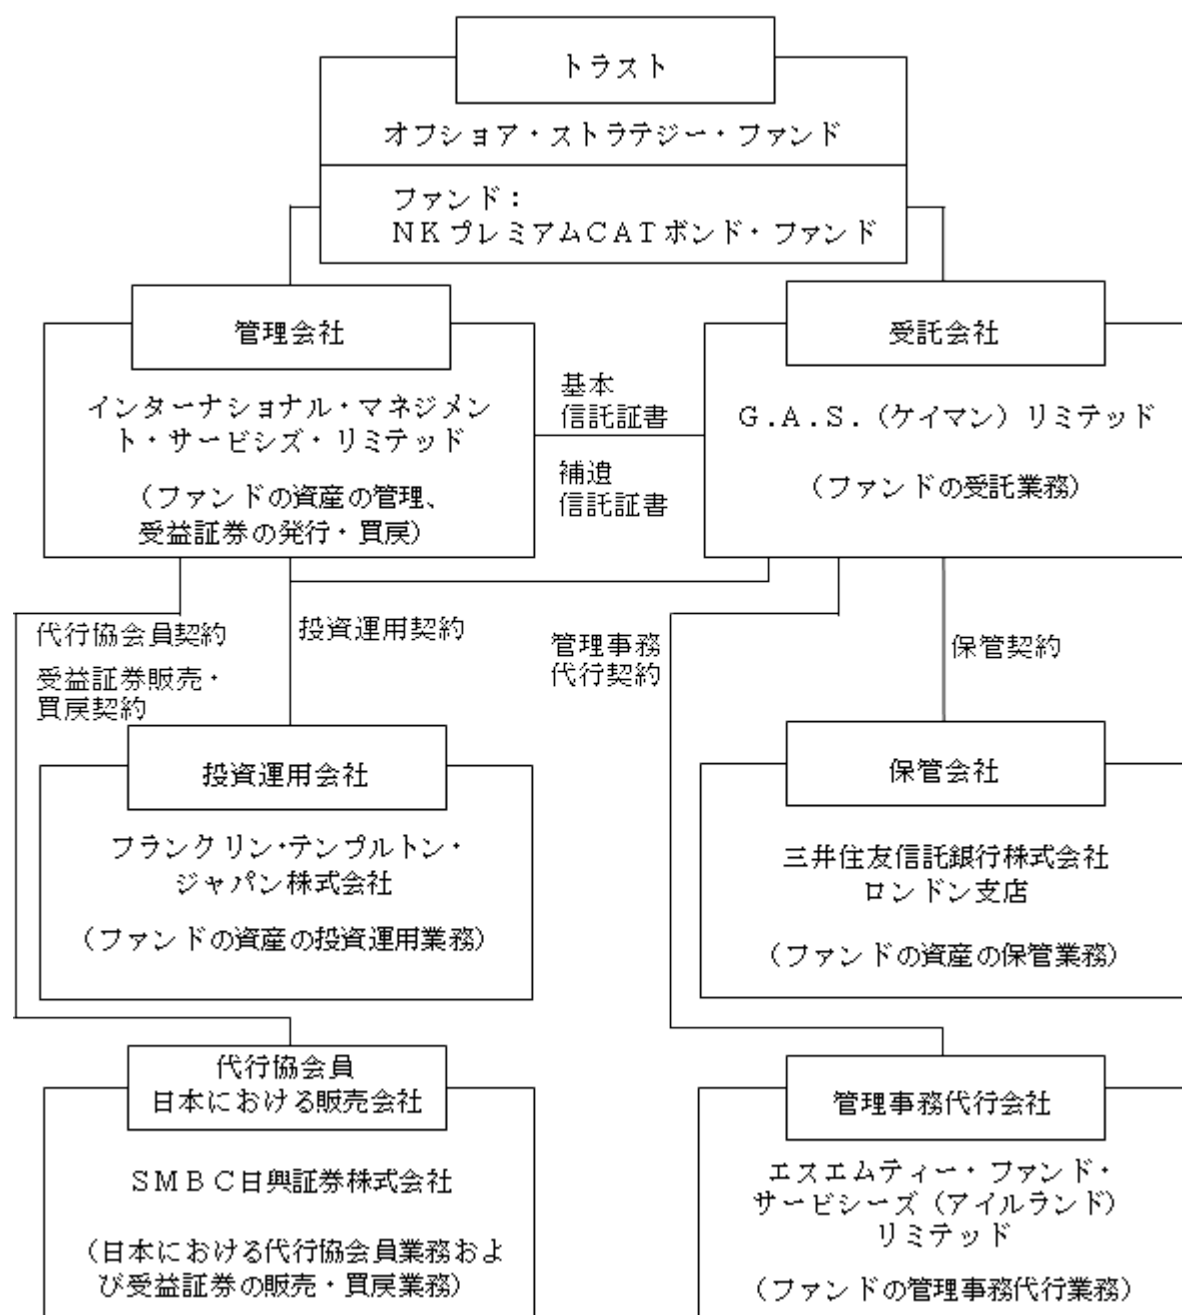 トラスト
オフショア・ストラテジー・ファンド
ファンド：
ＮＫプレミアムＣＡＴボンド・ファンド
管理会社
インターナショナル・マネジメン
ト・サービシズ・リミテッド
（ファンドの資産の管理、
受益証券の発行・買戻）
基本
信託証書
補遺
信託証書
受託会社
Ｇ．Ａ．Ｓ．（ケイマン）リミテッド
（ファンドの受託業務）
代行協会員契約
受益証券販売・
買戻契約
投資運用契約
管理事務
代行契約
保管契約
投資運用会社
フランクリン・テンプルトン・
ジャパン株式会社
（ファンドの資産の投資運用業務）
保管会社
三井住友信託銀行株式会社
ロンドン支店
（ファンドの資産の保管業務）
代行協会員
日本における販売会社
ＳＭＢＣ日興証券株式会社
（日本における代行協会員業務およ
び受益証券の販売・買戻業務）
管理事務代行会社
エスエムティー・ファンド・
サービシーズ（アイルランド）
リミテッド
（ファンドの管理事務代行業務）